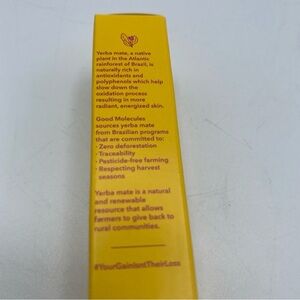 Yerba mate, a native
plant in the Atlantic
rainforest of Brazil, is
naturally rich in
antioxidants and
polyphenols which help
slow down the
oxidation process
resulting in more
radiant, energized skin.
Good Molecules
sources yerba mate
from Brazilian programs
that are committed to:
· Zero deforestation
· Traceability
· Pesticide-free farming
· Respecting harvest
seasons
Yerba mate is a natural
and renewable
resource that allows
farmers to give back to
rural communities.
#YourGainIsntTheirLoss